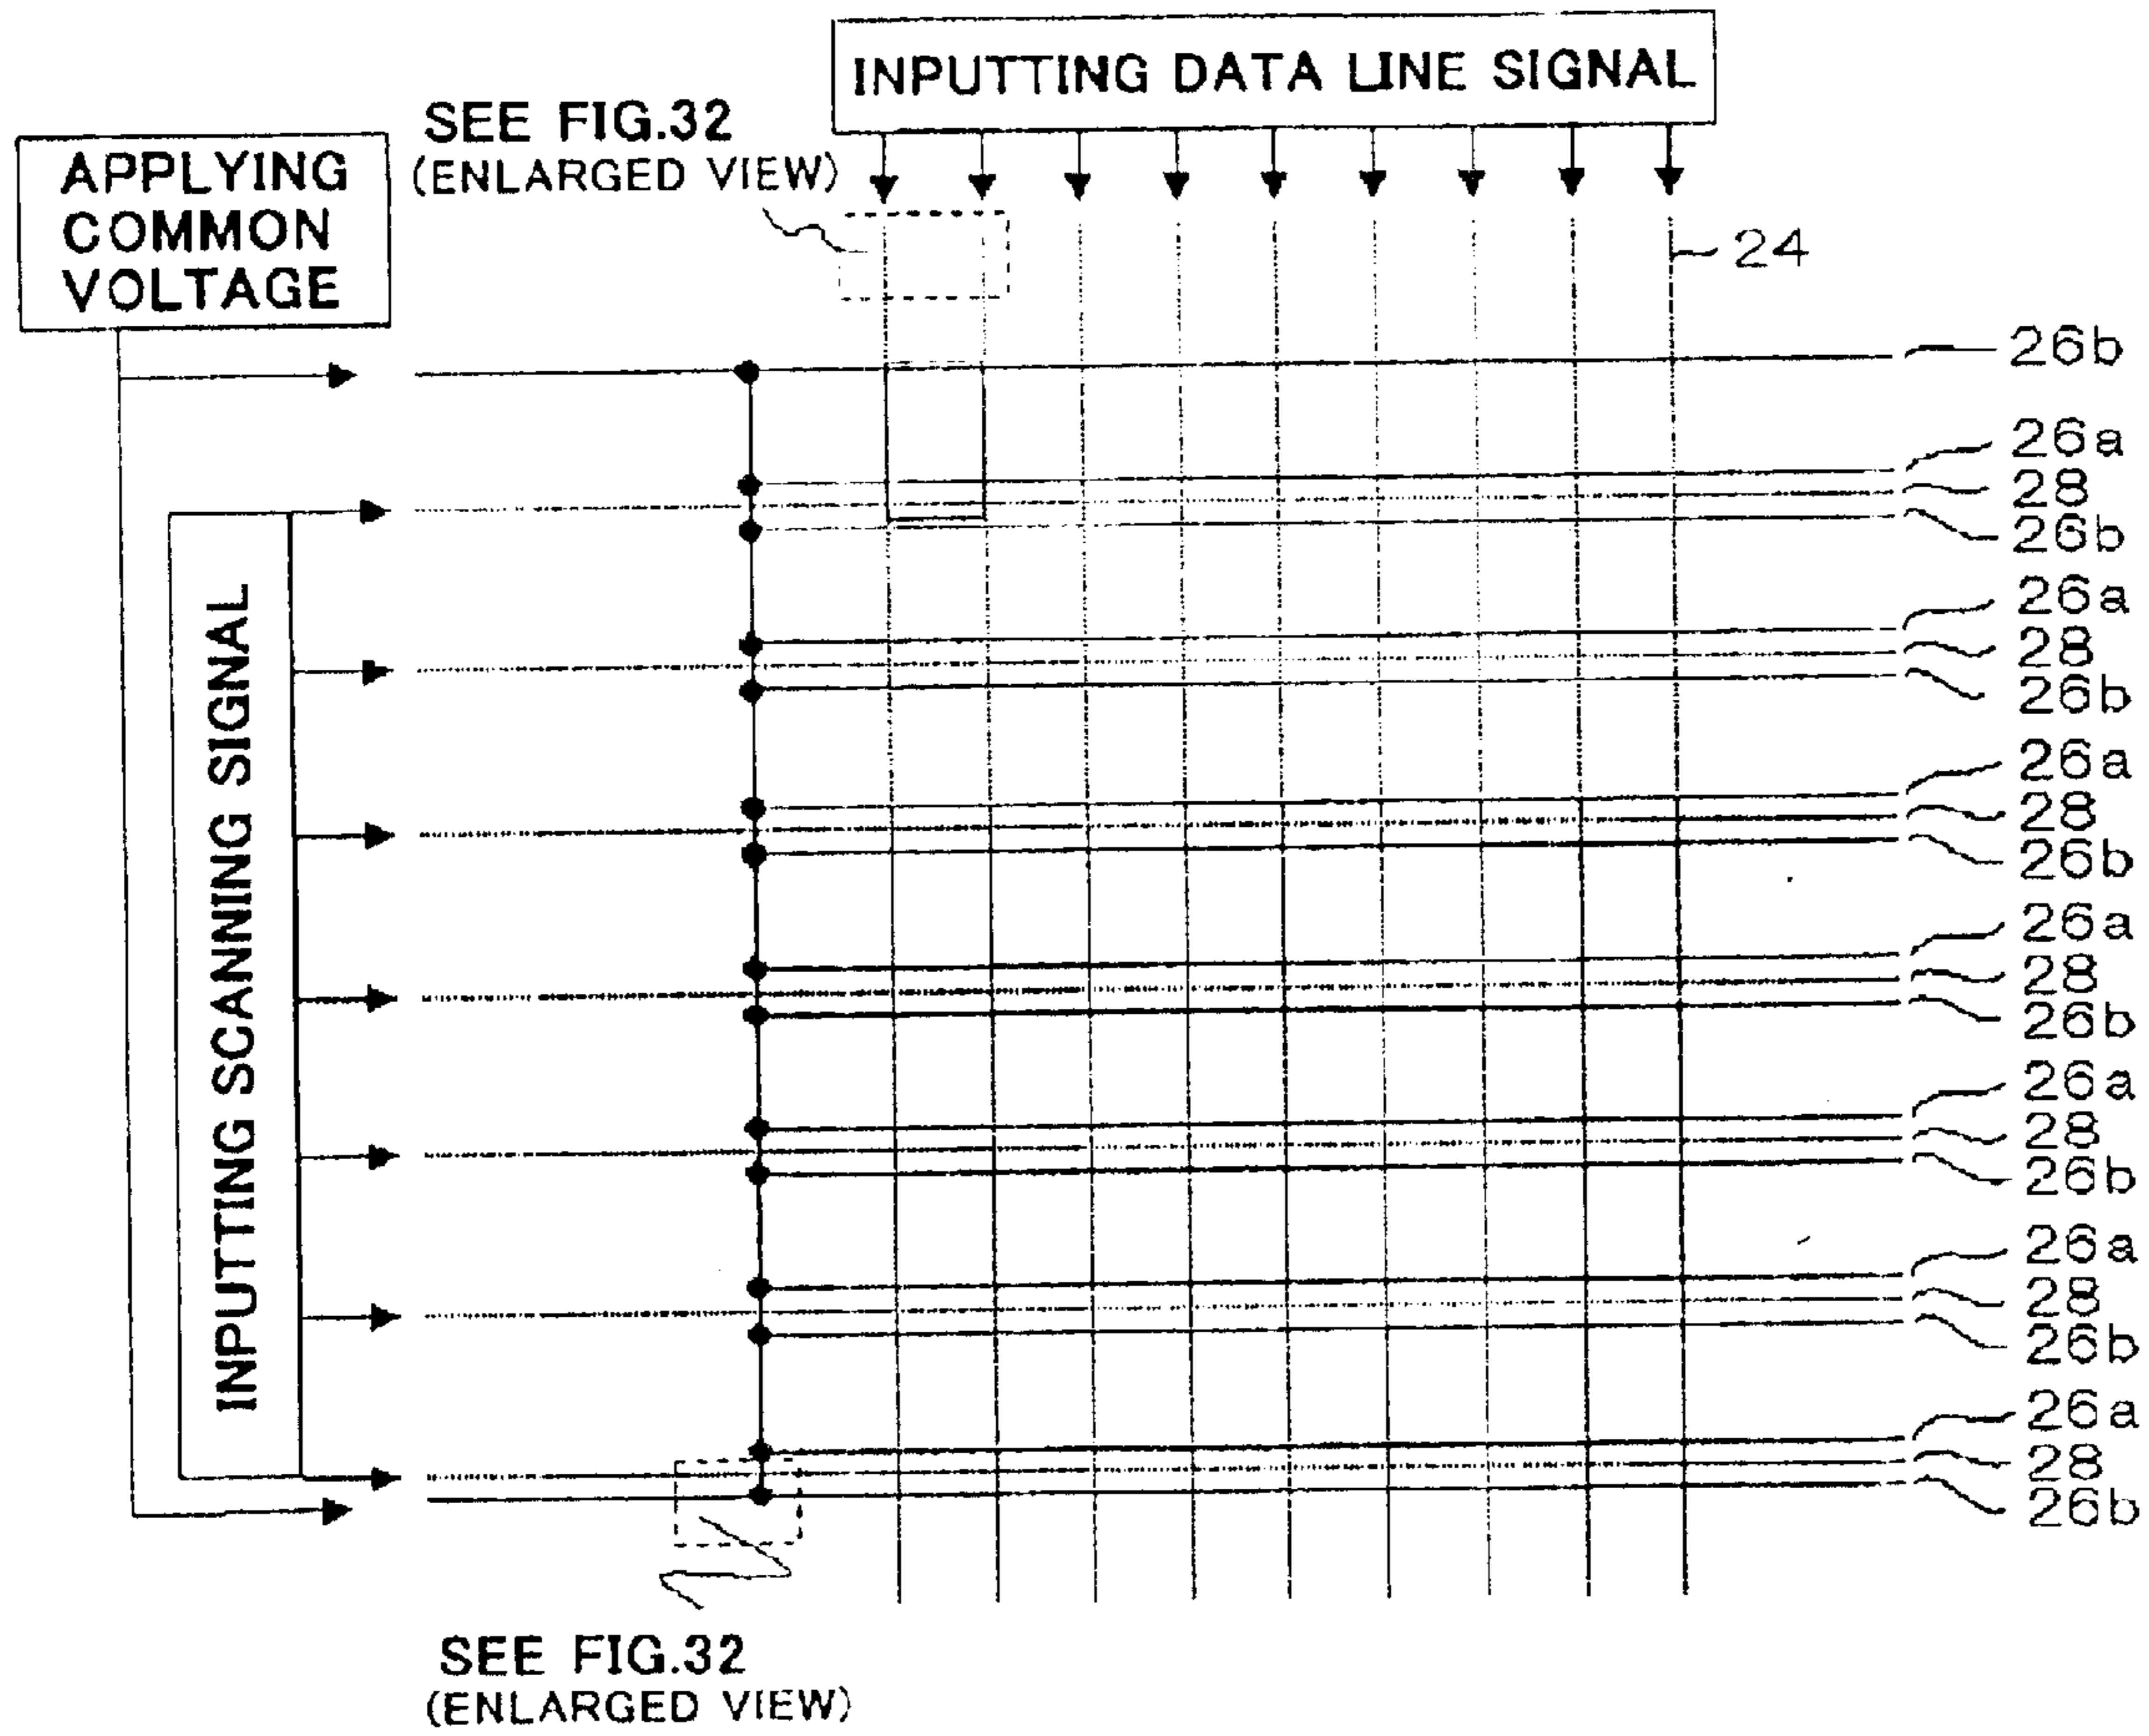 INPUTTING DATA LINE SIGNAL
SEE FIG.32
(ENLARGED VIEW)
APPLYING
COMMON
VOLTAGE
24
26b
26a
28
26b
26a
28
26b
26a
28
26b
26a
28
26b
26a
28
26b
26a
28
26b
26a
28
26b
INPUTTING SCANNING SIGNAL
SEE FIG.32
(ENLARGED VIEW)